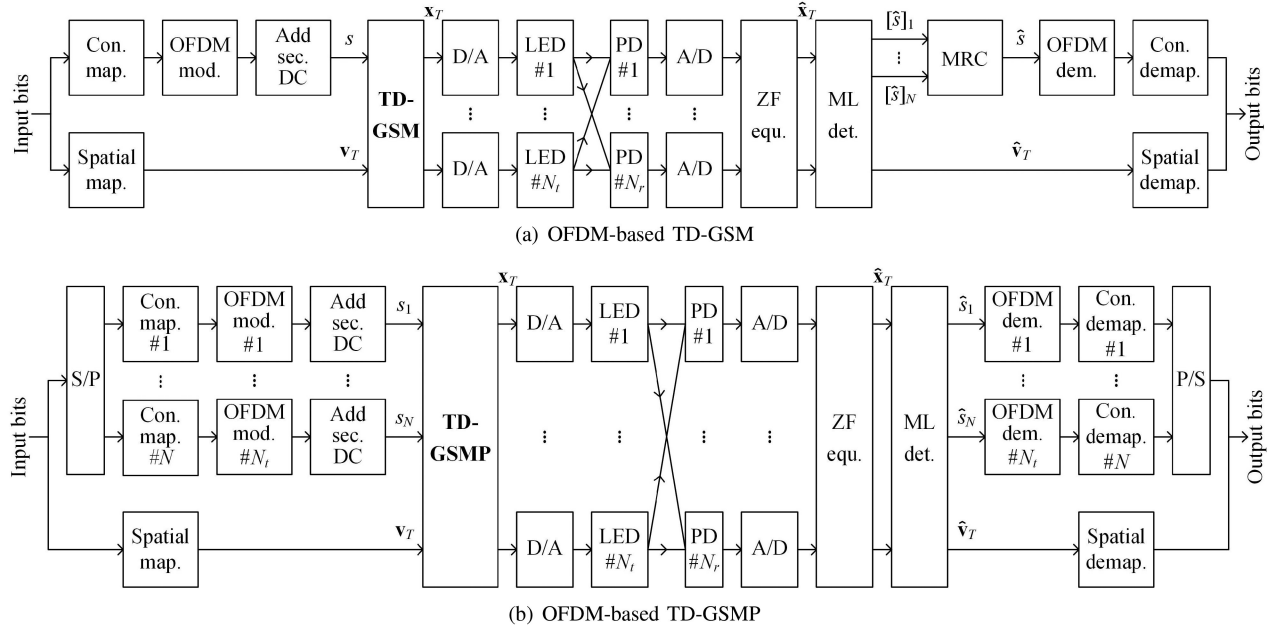 Input bits
Con.
map.
OFDM
mod.
Add
sec.
DC
s
Spatial
map.
v_T
TD-
GSM
x_T
D/A
LED
#1
PD
#1
A/D
⋮ ⋮ ⋮ ⋮
D/A
LED
#N_t
PD
#N_r
A/D
ZF
equ.
x̂_T
ML
det.
[ŝ]_1
⋮
[ŝ]_N
MRC
ŝ
OFDM
dem.
Con.
demap.
v̂_T
Spatial
demap.
Output bits
(a) OFDM-based TD-GSM
Input bits
S/P
Con.
map.
#1
OFDM
mod.
#1
Add
sec.
DC
s_1
⋮ ⋮ ⋮
Con.
map.
#N
OFDM
mod.
#N_t
Add
sec.
DC
s_N
Spatial
map.
v_T
TD-
GSMP
x_T
D/A
LED
#1
PD
#1
A/D
⋮ ⋮ ⋮ ⋮
D/A
LED
#N_t
PD
#N_r
A/D
ZF
equ.
x̂_T
ML
det.
ŝ_1
OFDM
dem.
#1
Con.
demap.
#1
⋮ ⋮
ŝ_N
OFDM
dem.
#N_t
Con.
demap.
#N
P/S
v̂_T
Spatial
demap.
Output bits
(b) OFDM-based TD-GSMP